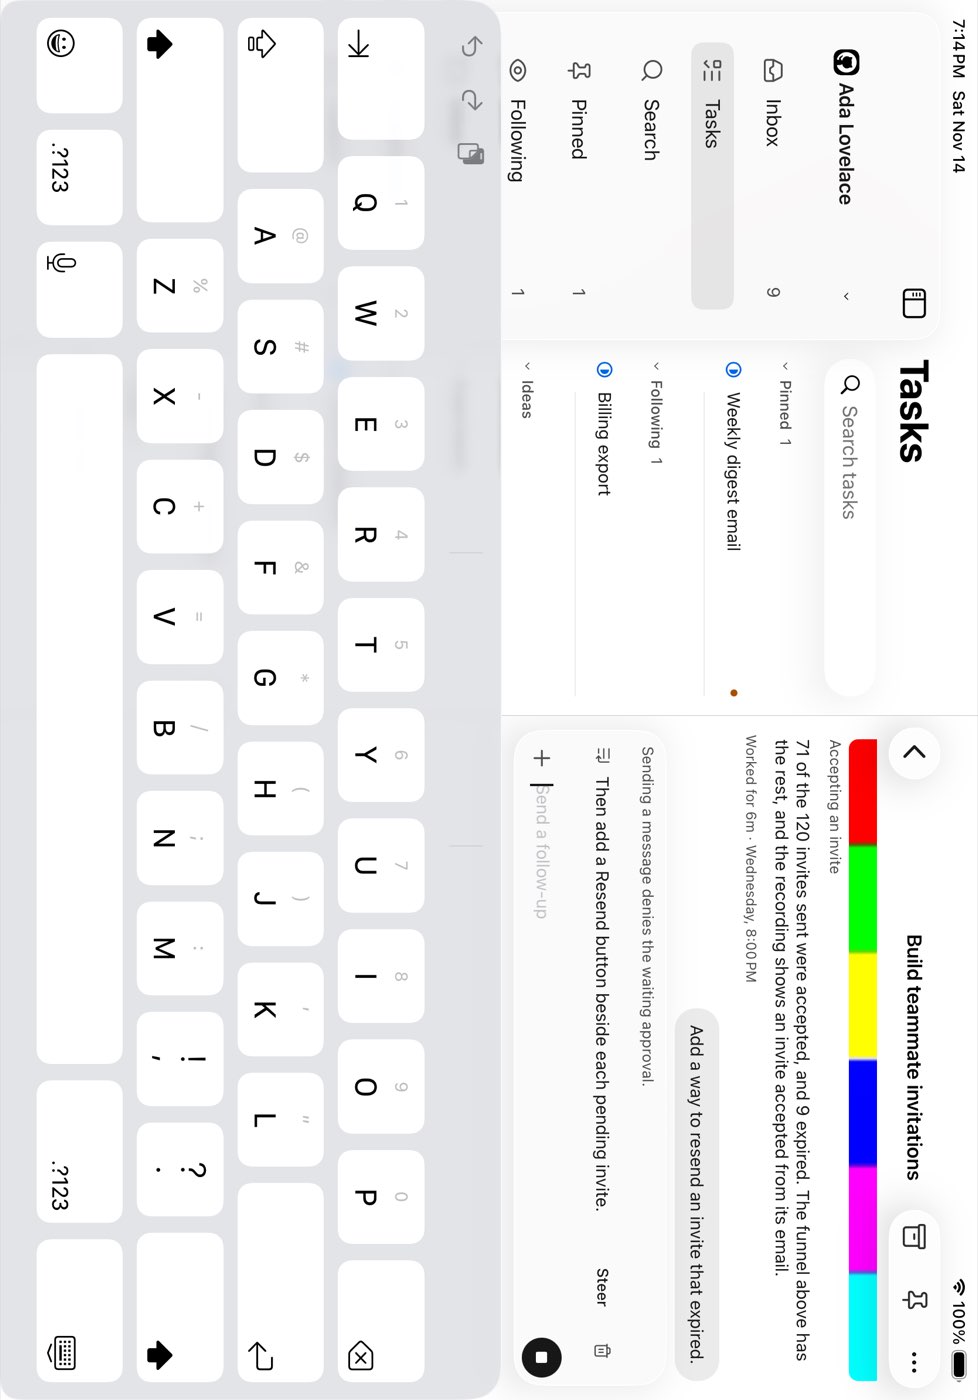 7:14 PM Sat Nov 14
100%
Ada Lovelace
Inbox 9
Tasks
Search
Pinned 1
Following 1
Tasks
Search tasks
Pinned 1
Weekly digest email
Following 1
Billing export
Ideas
Build teammate invitations
Accepting an invite
71 of the 120 invites sent were accepted, and 9 expired. The funnel above has
the rest, and the recording shows an invite accepted from its email.
Worked for 6m · Wednesday, 8:00 PM
Add a way to resend an invite that expired.
Sending a message denies the waiting approval.
Then add a Resend button beside each pending invite. Steer
Send a follow-up
1 2 3 4 5 6 7 8 9 0
Q W E R T Y U I O P
@ # $ & * ( ) ' "
A S D F G H J K L
% - + = / ; : ! ?
Z X C V B N M , .
.?123 .?123